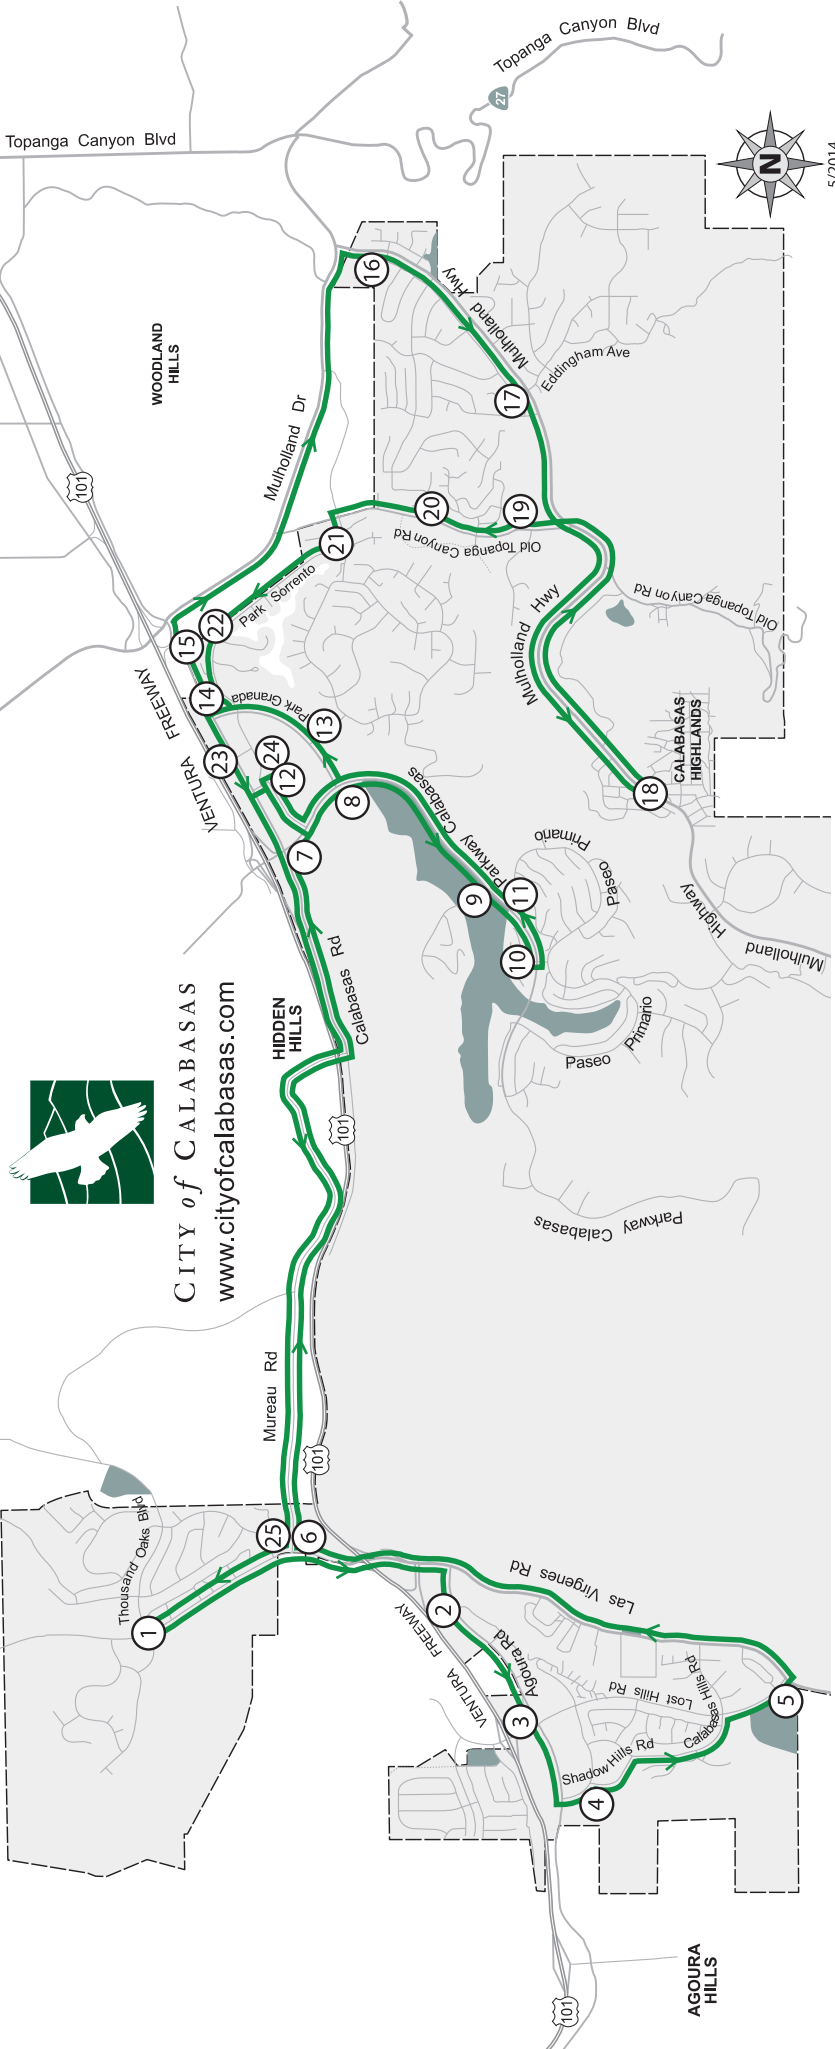 Topanga Canyon Blvd
Topanga Canyon Blvd
27
N
5/2014
WOODLAND
HILLS
101
Mulholland Dr
16
Mulholland Hwy
Eddingham Ave
17
20
19
Old Topanga Canyon Rd
21
Park Sorrento
22
15
14
Park Granada
13
FREEWAY
VENTURA
23
24
12
8
7
Mulholland Hwy
Old Topanga Canyon Rd
CALABASAS
HIGHLANDS
18
Parkway Calabasas
9
11
10
Paseo Primario
Mulholland Highway
Paseo Primario
Calabasas Rd
HIDDEN
HILLS
101
CITY of CALABASAS
www.cityofcalabasas.com
Parkway Calabasas
Mureau Rd
101
Thousand Oaks Blvd
25
6
1
2
FREEWAY
VENTURA
Las Virgenes Rd
Agoura Rd
3
Lost Hills Rd
Calabasas Hills Rd
Shadow Hills Rd
4
5
101
AGOURA
HILLS